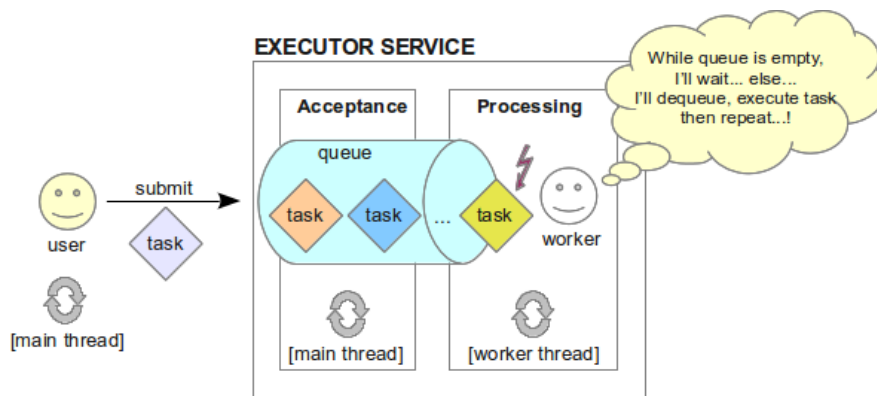 EXECUTOR SERVICE
While queue is empty,
I'll wait... else...
I'll dequeue, execute task
then repeat...!
Acceptance
Processing
queue
submit
task
task
task
...
task
user
worker
[main thread]
[main thread]
[worker thread]